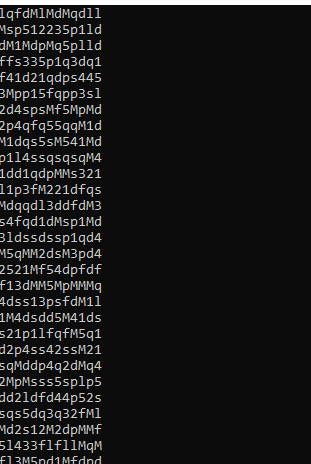 lqfdMlMdMqdll
Msp512235p1ld
dM1MdpMq5plld
ffs335p1q3dq1
f41d21qdps445
3Mpp15fqpp3sl
2d4spsMf5MpMd
2p4qfq55qqM1d
M1dqs5sM541Md
p1l4ssqsqsqM4
1dd1qdpMMs321
l1p3fM221dfqs
Mdqqdl3ddfdM3
s4fqd1dMsp1Md
3ldssdssp1qd4
M5qMM2dsM3pd4
2521Mf54dpfdf
f13dMM5MpMMMq
4dss13psfdM1l
1M4dsdd5M41ds
s21p1lfqfM5q1
d2p4ss42ssM21
sqMddp4q2dMq4
2MpMsss5splp5
dd2ldfd44p52s
sqs5dq3q32fMl
Md2s12M2dpMMf
5l433flfllMqM
fl3M5pd1Mfdpd